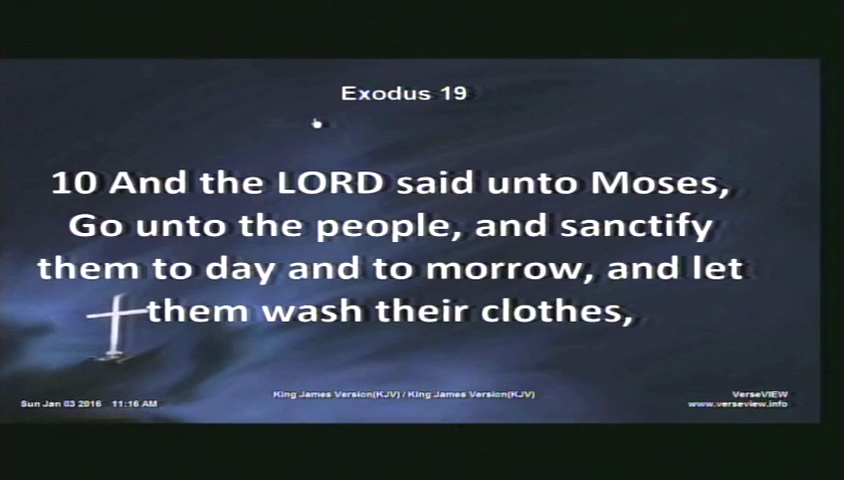 Exodus 19
10 And the LORD said unto Moses,
Go unto the people, and sanctify
them to day and to morrow, and let
them wash their clothes,
King James Version(KJV) / King James Version(KJV)
VerseVIEW
Sun Jan 03 2016 11:16 AM
www.verseview.info